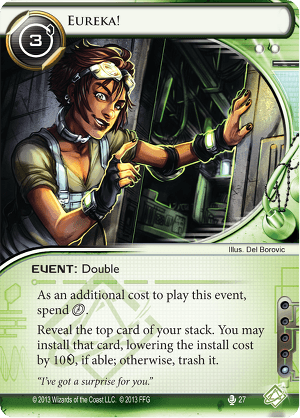 3
EUREKA!
Illus. Del Borovic
EVENT: Double
As an additional cost to play this event,
spend .
Reveal the top card of your stack. You may
install that card, lowering the install cost
by 10, if able; otherwise, trash it.
"I've got a surprise for you."
© 2013 Wizards of the Coast LLC. © 2013 FFG
27